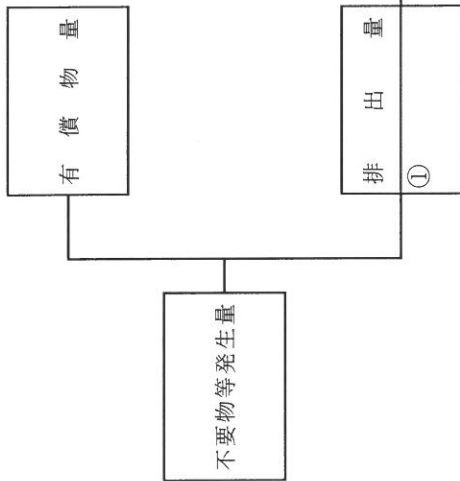 不要物等発生量
有償物量
排出量
①